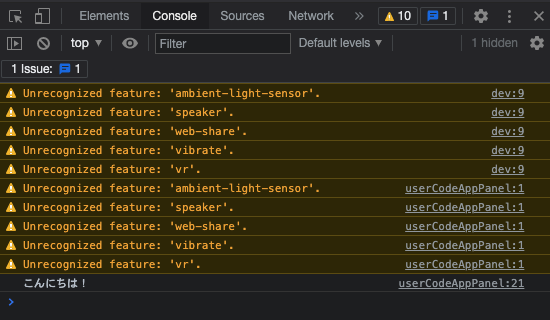 Elements Console Sources Network » 10 1
top Filter Default levels 1 hidden
1 Issue: 1
Unrecognized feature: 'ambient-light-sensor'. dev:9
Unrecognized feature: 'speaker'. dev:9
Unrecognized feature: 'web-share'. dev:9
Unrecognized feature: 'vibrate'. dev:9
Unrecognized feature: 'vr'. dev:9
Unrecognized feature: 'ambient-light-sensor'. userCodeAppPanel:1
Unrecognized feature: 'speaker'. userCodeAppPanel:1
Unrecognized feature: 'web-share'. userCodeAppPanel:1
Unrecognized feature: 'vibrate'. userCodeAppPanel:1
Unrecognized feature: 'vr'. userCodeAppPanel:1
こんにちは！ userCodeAppPanel:21